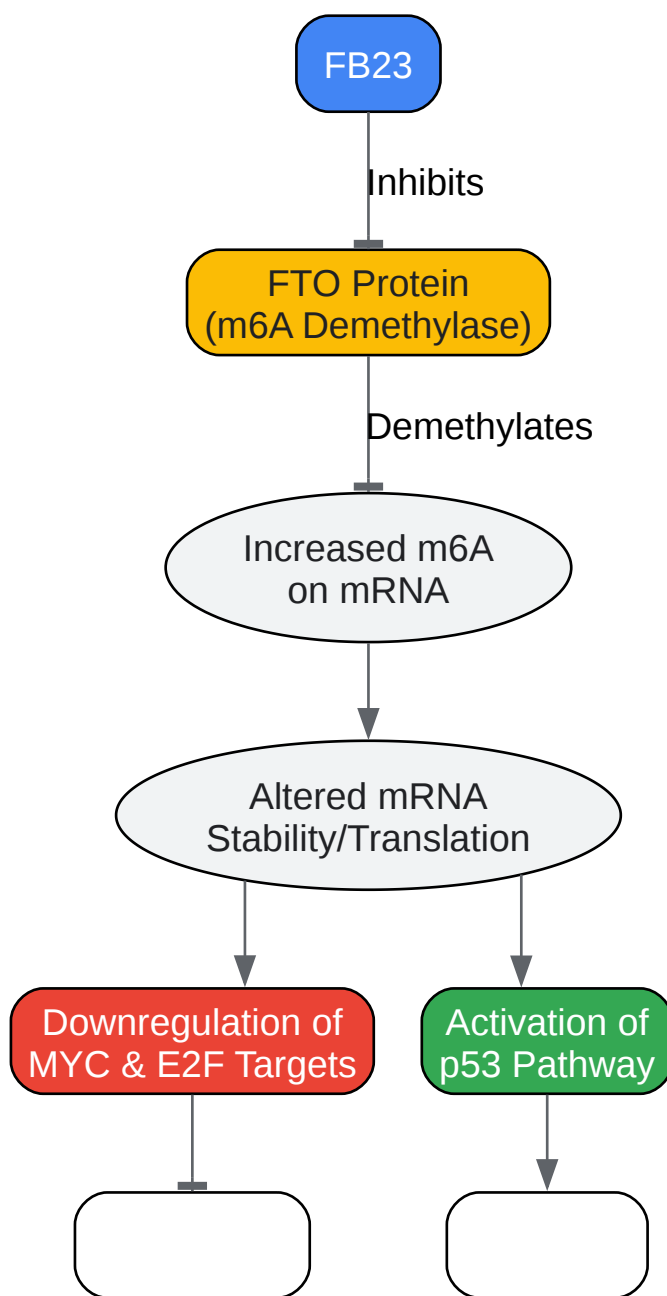 FB23
Inhibits
FTO Protein
(m6A Demethylase)
Demethylates
Increased m6A
on mRNA
Altered mRNA
Stability/Translation
Downregulation of
MYC & E2F Targets
Activation of
p53 Pathway